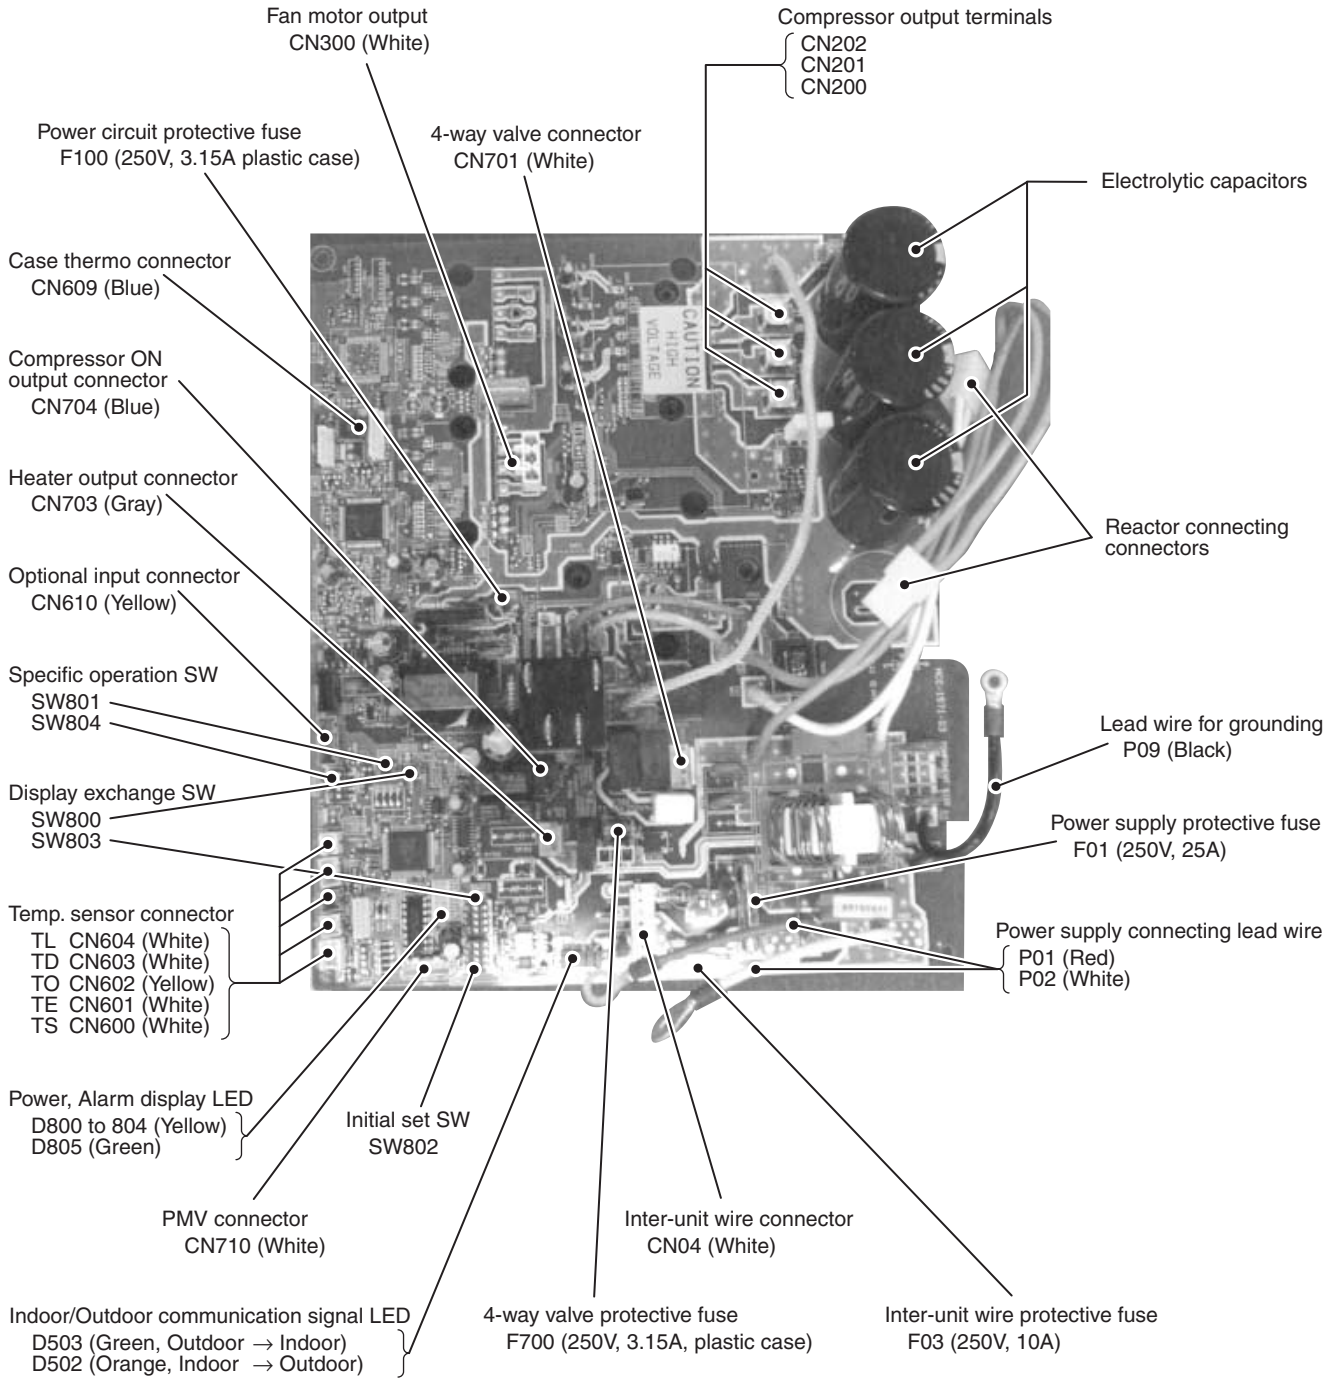 Fan motor output
CN300 (White)
Compressor output terminals
CN202
CN201
CN200
Power circuit protective fuse
F100 (250V, 3.15A plastic case)
4-way valve connector
CN701 (White)
Electrolytic capacitors
Case thermo connector
CN609 (Blue)
CAUTION
HIGH
VOLTAGE
Compressor ON
output connector
CN704 (Blue)
Heater output connector
CN703 (Gray)
Reactor connecting
connectors
Optional input connector
CN610 (Yellow)
Specific operation SW
SW801
SW804
Lead wire for grounding
P09 (Black)
Display exchange SW
SW800
SW803
Power supply protective fuse
F01 (250V, 25A)
Temp. sensor connector
TL CN604 (White)
TD CN603 (White)
TO CN602 (Yellow)
TE CN601 (White)
TS CN600 (White)
Power supply connecting lead wire
P01 (Red)
P02 (White)
Power, Alarm display LED
D800 to 804 (Yellow)
D805 (Green)
Initial set SW
SW802
PMV connector
CN710 (White)
Inter-unit wire connector
CN04 (White)
Indoor/Outdoor communication signal LED
D503 (Green, Outdoor → Indoor)
D502 (Orange, Indoor → Outdoor)
4-way valve protective fuse
F700 (250V, 3.15A, plastic case)
Inter-unit wire protective fuse
F03 (250V, 10A)